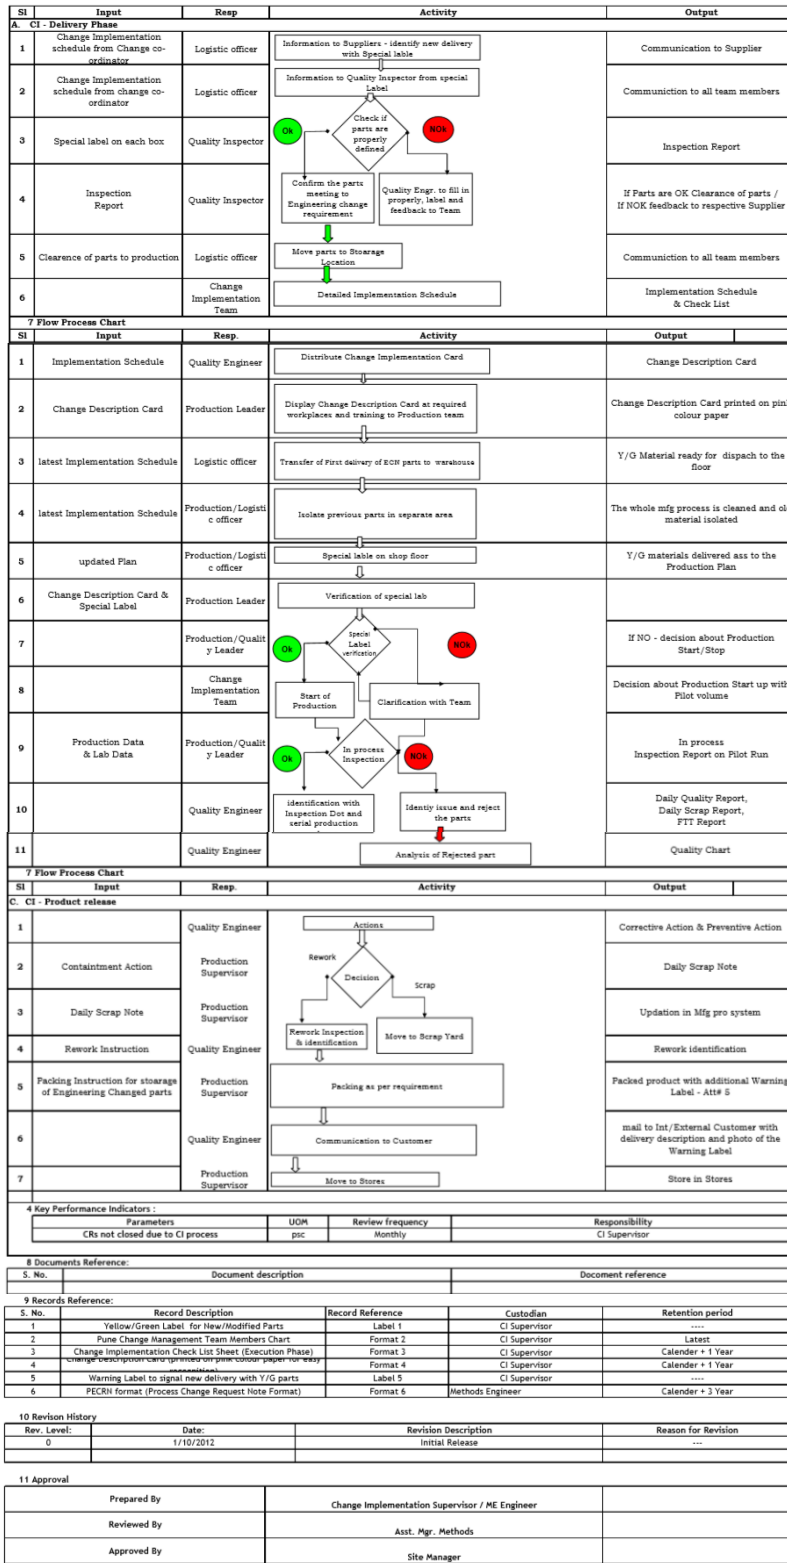 Sl Input Resp Activity Output
A. CI - Delivery Phase
1
Change Implementation
schedule from Change co-
ordinator
Logistic officer
Information to Suppliers - identify new delivery
with Special lable
Communication to Supplier
2
Change Implementation
schedule from change co-
ordinator
Logistic officer
Information to Quality Inspector from special
Label
Communiction to all team members
3
Special label on each box
Quality Inspector
Ok
Check if
parts are
properly
defined
NOk
Inspection Report
4
Inspection
Report
Quality Inspector
Confirm the parts
meeting to
Engineering change
requirement
Quality Engr. to fill in
properly, label and
feedback to Team
If Parts are OK Clearance of parts /
If NOK feedback to respective Supplier
5
Clearence of parts to production
Logistic officer
Move parts to Stoarage
Location
Communiction to all team members
6
Change
Implementation
Team
Detailed Implementation Schedule
Implementation Schedule
& Check List
7 Flow Process Chart
Sl Input Resp. Activity Output
1
Implementation Schedule
Quality Engineer
Distribute Change Implementation Card
Change Description Card
2
Change Description Card
Production Leader
Display Change Description Card at required
workplaces and training to Production team
Change Description Card printed on pink
colour paper
3
latest Implementation Schedule
Logistic officer
Transfer of First delivery of ECN parts to warehouse
Y/G Material ready for dispach to the
floor
4
latest Implementation Schedule
Production/Logisti
c officer
Isolate previous parts in separate area
The whole mfg process is cleaned and old
material isolated
5
updated Plan
Production/Logisti
c officer
Special lable on shop floor
Y/G materials delivered ass to the
Production Plan
6
Change Description Card &
Special Label
Production Leader
Verification of special lab
7
Production/Qualit
y Leader
Ok
Special
Label
verification
NOk
If NO - decision about Production
Start/Stop
8
Change
Implementation
Team
Start of
Production
Clarification with Team
Decision about Production Start up with
Pilot volume
9
Production Data
& Lab Data
Production/Qualit
y Leader
Ok
In process
Inspection
NOk
In process
Inspection Report on Pilot Run
10
Quality Engineer
identification with
Inspection Dot and
serial production
Identiy issue and reject
the parts
Daily Quality Report,
Daily Scrap Report,
FTT Report
11
Quality Engineer
Analysis of Rejected part
Quality Chart
7 Flow Process Chart
Sl Input Resp. Activity Output
C. CI - Product release
1
Quality Engineer
Actions
Corrective Action & Preventive Action
2
Containtment Action
Production
Supervisor
Rework
Decision
Scrap
Daily Scrap Note
3
Daily Scrap Note
Production
Supervisor
Rework Inspection
& identification
Move to Scrap Yard
Updation in Mfg pro system
4
Rework Instruction
Quality Engineer
Rework identification
5
Packing Instruction for stoarage
of Engineering Changed parts
Production
Supervisor
Packing as per requirement
Packed product with additional Warning
Label - Att# 5
6
Quality Engineer
Communication to Customer
mail to Int/External Customer with
delivery description and photo of the
Warning Label
7
Production
Supervisor
Move to Stores
Store in Stores
4 Key Performance Indicators :
Parameters UOM Review frequency Responsibility
CRs not closed due to CI process psc Monthly CI Supervisor
8 Documents Reference:
S. No. Document description Docoment reference
9 Records Reference:
S. No. Record Description Record Reference Custodian Retention period
1 Yellow/Green Label for New/Modified Parts Label 1 CI Supervisor ----
2 Pune Change Management Team Members Chart Format 2 CI Supervisor Latest
3 Change Implementation Check List Sheet (Execution Phase) Format 3 CI Supervisor Calender + 1 Year
4 Change Description Card (printed on pink colour paper for easy Format 4 CI Supervisor Calender + 1 Year
5 Warning Label to signal new delivery with Y/G parts Label 5 CI Supervisor ----
6 PECRN format (Process Change Request Note Format) Format 6 Methods Engineer Calender + 3 Year
10 Revison History
Rev. Level: Date: Revision Description Reason for Revision
0 1/10/2012 Initial Release ---
11 Approval
Prepared By Change Implementation Supervisor / ME Engineer
Reviewed By Asst. Mgr. Methods
Approved By Site Manager